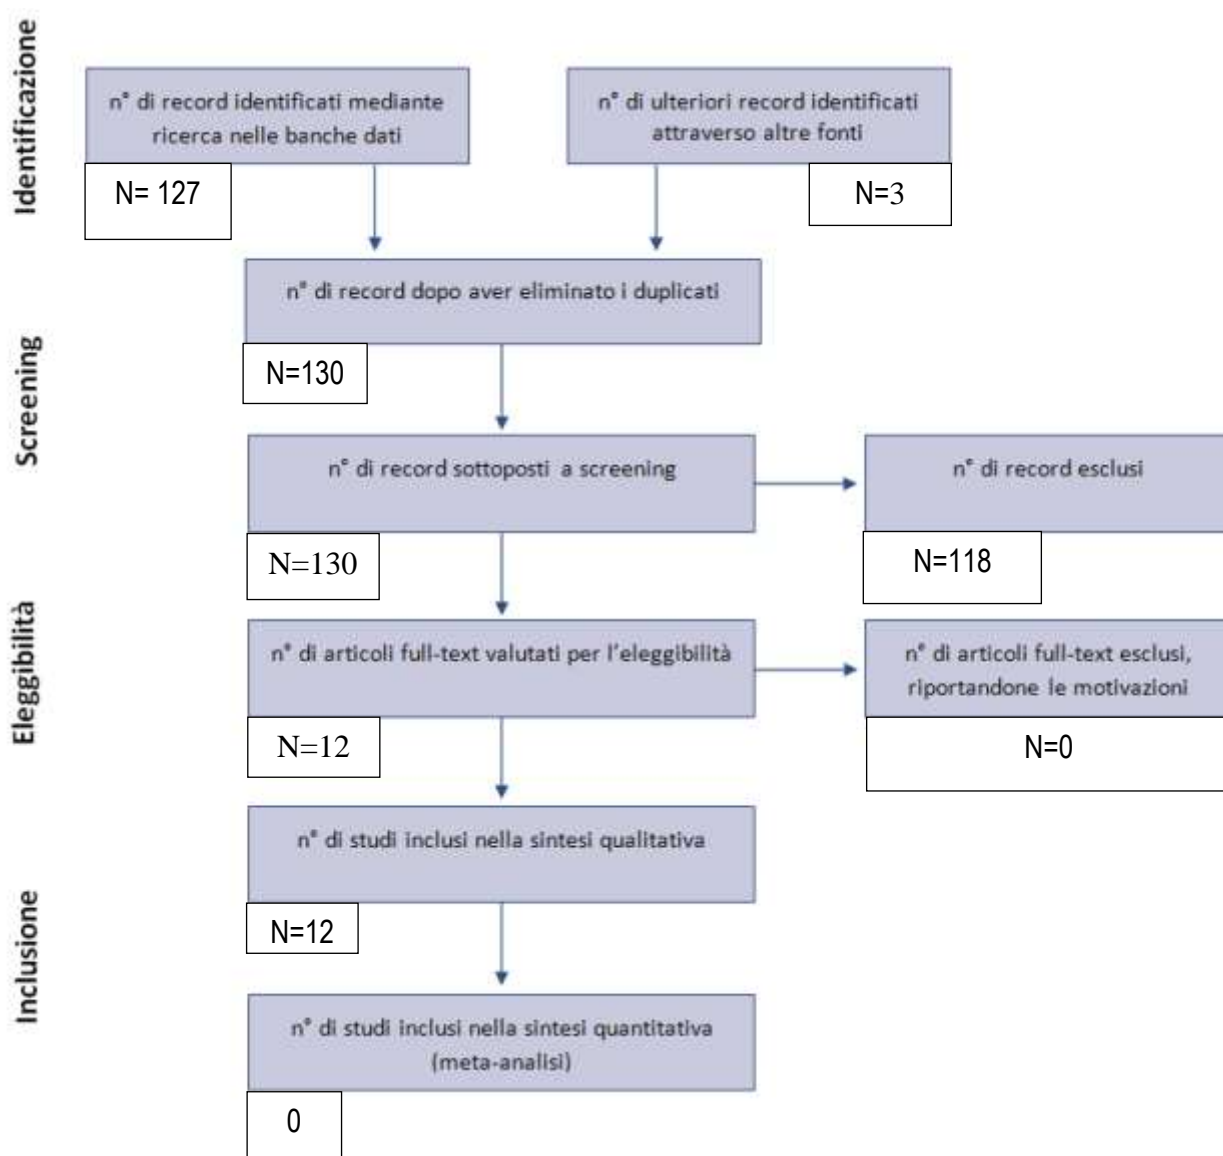 Identificazione
n° di record identificati mediante
ricerca nelle banche dati
N= 127
n° di ulteriori record identificati
attraverso altre fonti
N=3
Screening
n° di record dopo aver eliminato i duplicati
N=130
n° di record sottoposti a screening
N=130
n° di record esclusi
N=118
Eleggibilità
n° di articoli full-text valutati per l'eleggibilità
N=12
n° di articoli full-text esclusi,
riportandone le motivazioni
N=0
Inclusione
n° di studi inclusi nella sintesi qualitativa
N=12
n° di studi inclusi nella sintesi quantitativa
(meta-analisi)
0